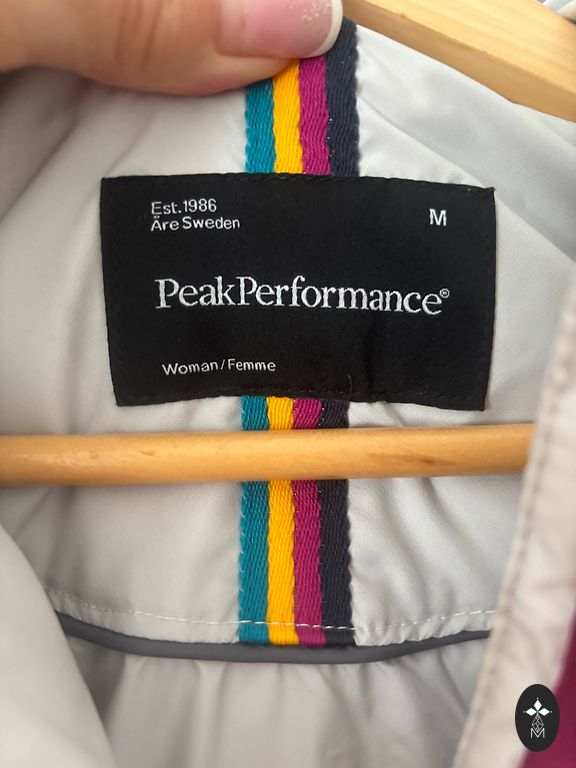 Est.1986
Åre Sweden
M
PeakPerformance®
Woman/Femme
M